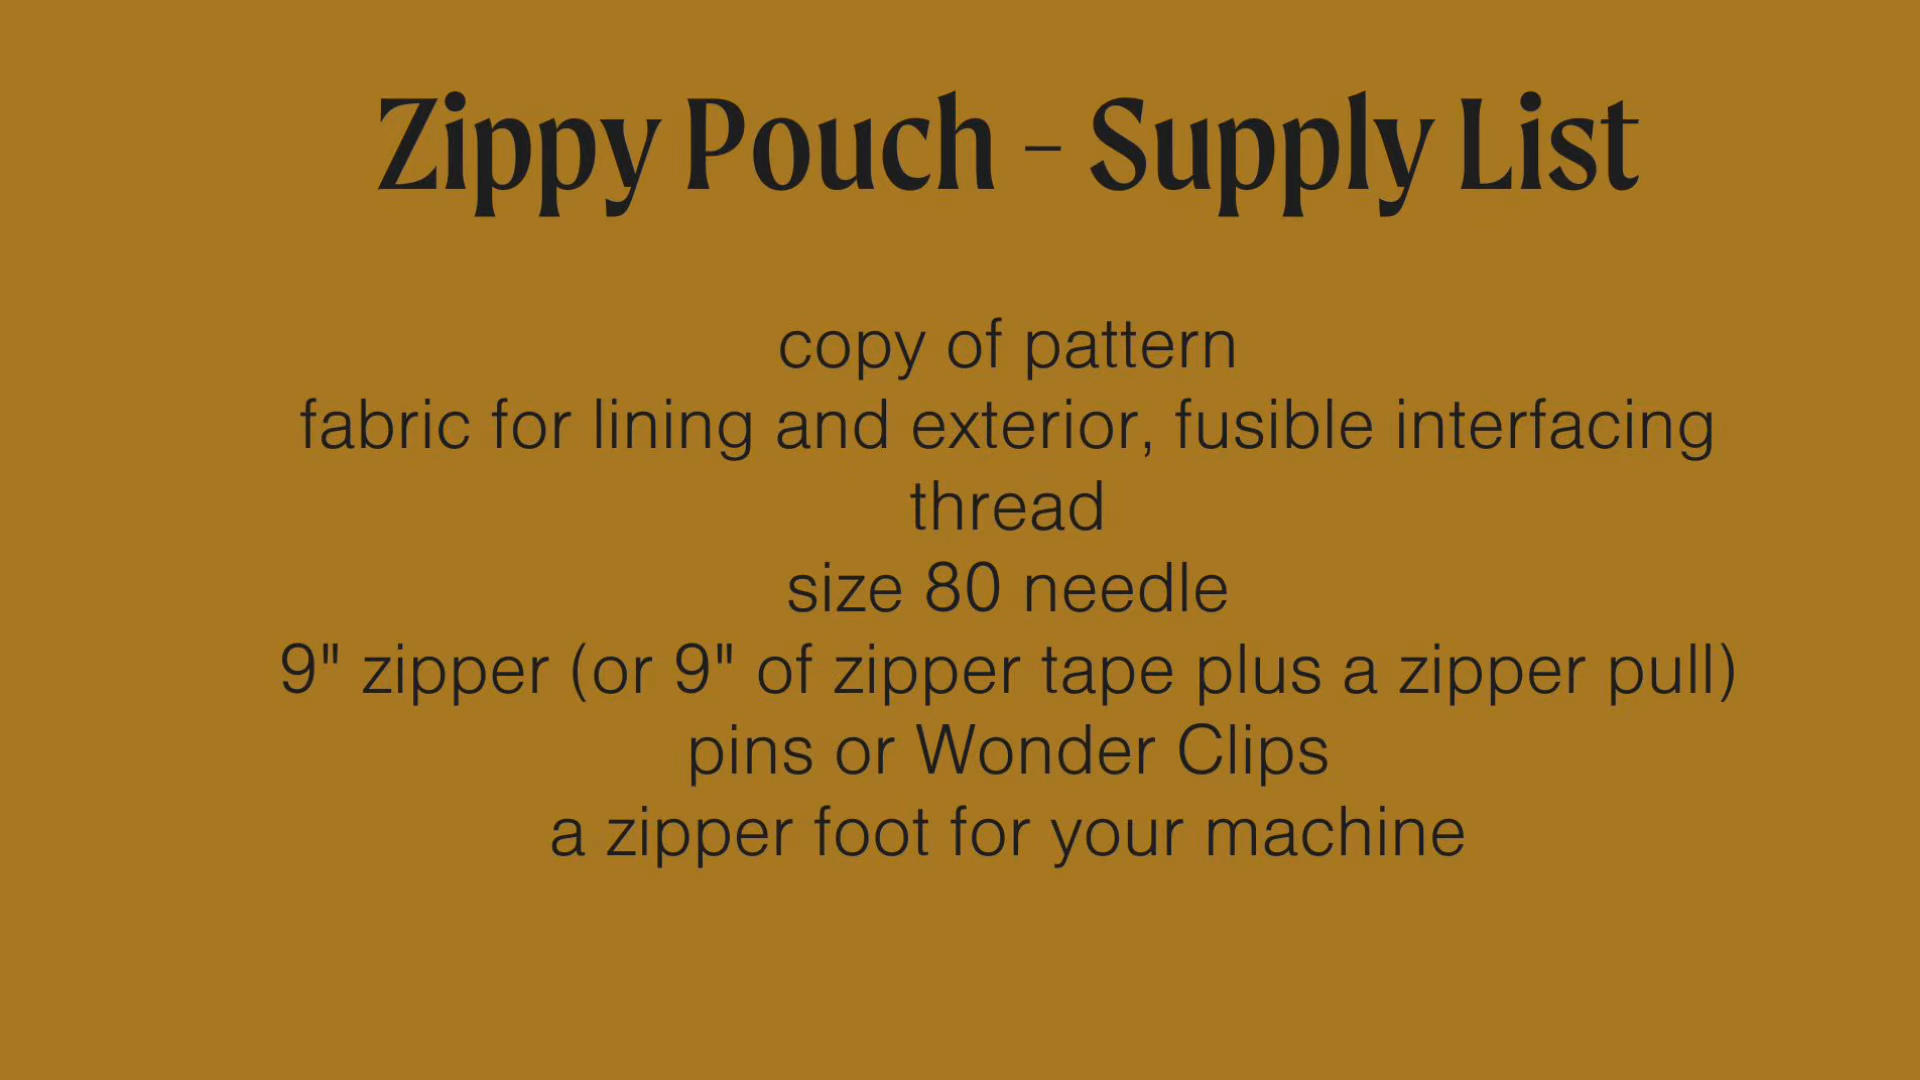 Zippy Pouch - Supply List
copy of pattern
fabric for lining and exterior, fusible interfacing
thread
size 80 needle
9" zipper (or 9" of zipper tape plus a zipper pull)
pins or Wonder Clips
a zipper foot for your machine